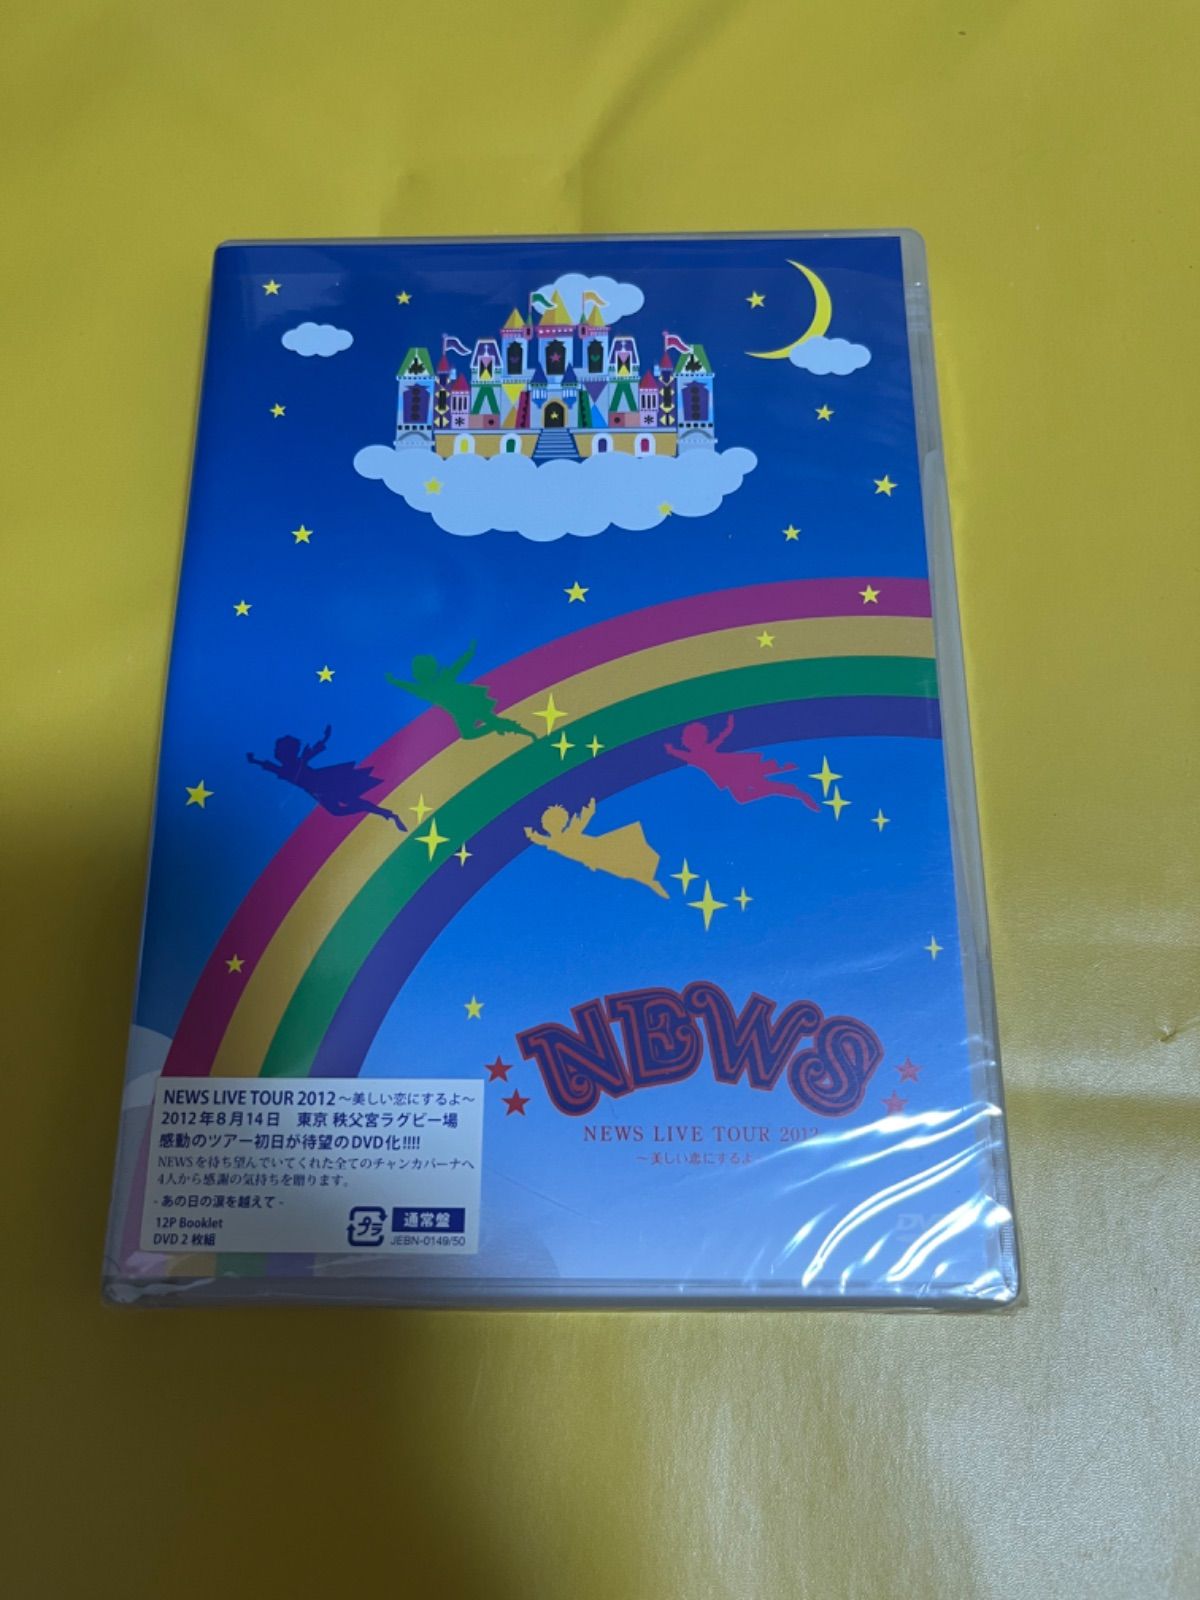 NEWS
NEWS LIVE TOUR 2012
～美しい恋にするよ～
NEWS LIVE TOUR 2012 ～美しい恋にするよ～
2012年8月14日 東京 秩父宮ラグビー場
感動のツアー初日が待望のDVD化!!!!
NEWSを待ち望んでいてくれた全てのチャンカパーナへ
4人から感謝の気持ちを贈ります。
- あの日の涙を越えて -
12P Booklet
DVD 2 枚組
プラ
通常盤
JEBN-0149/50
DVD